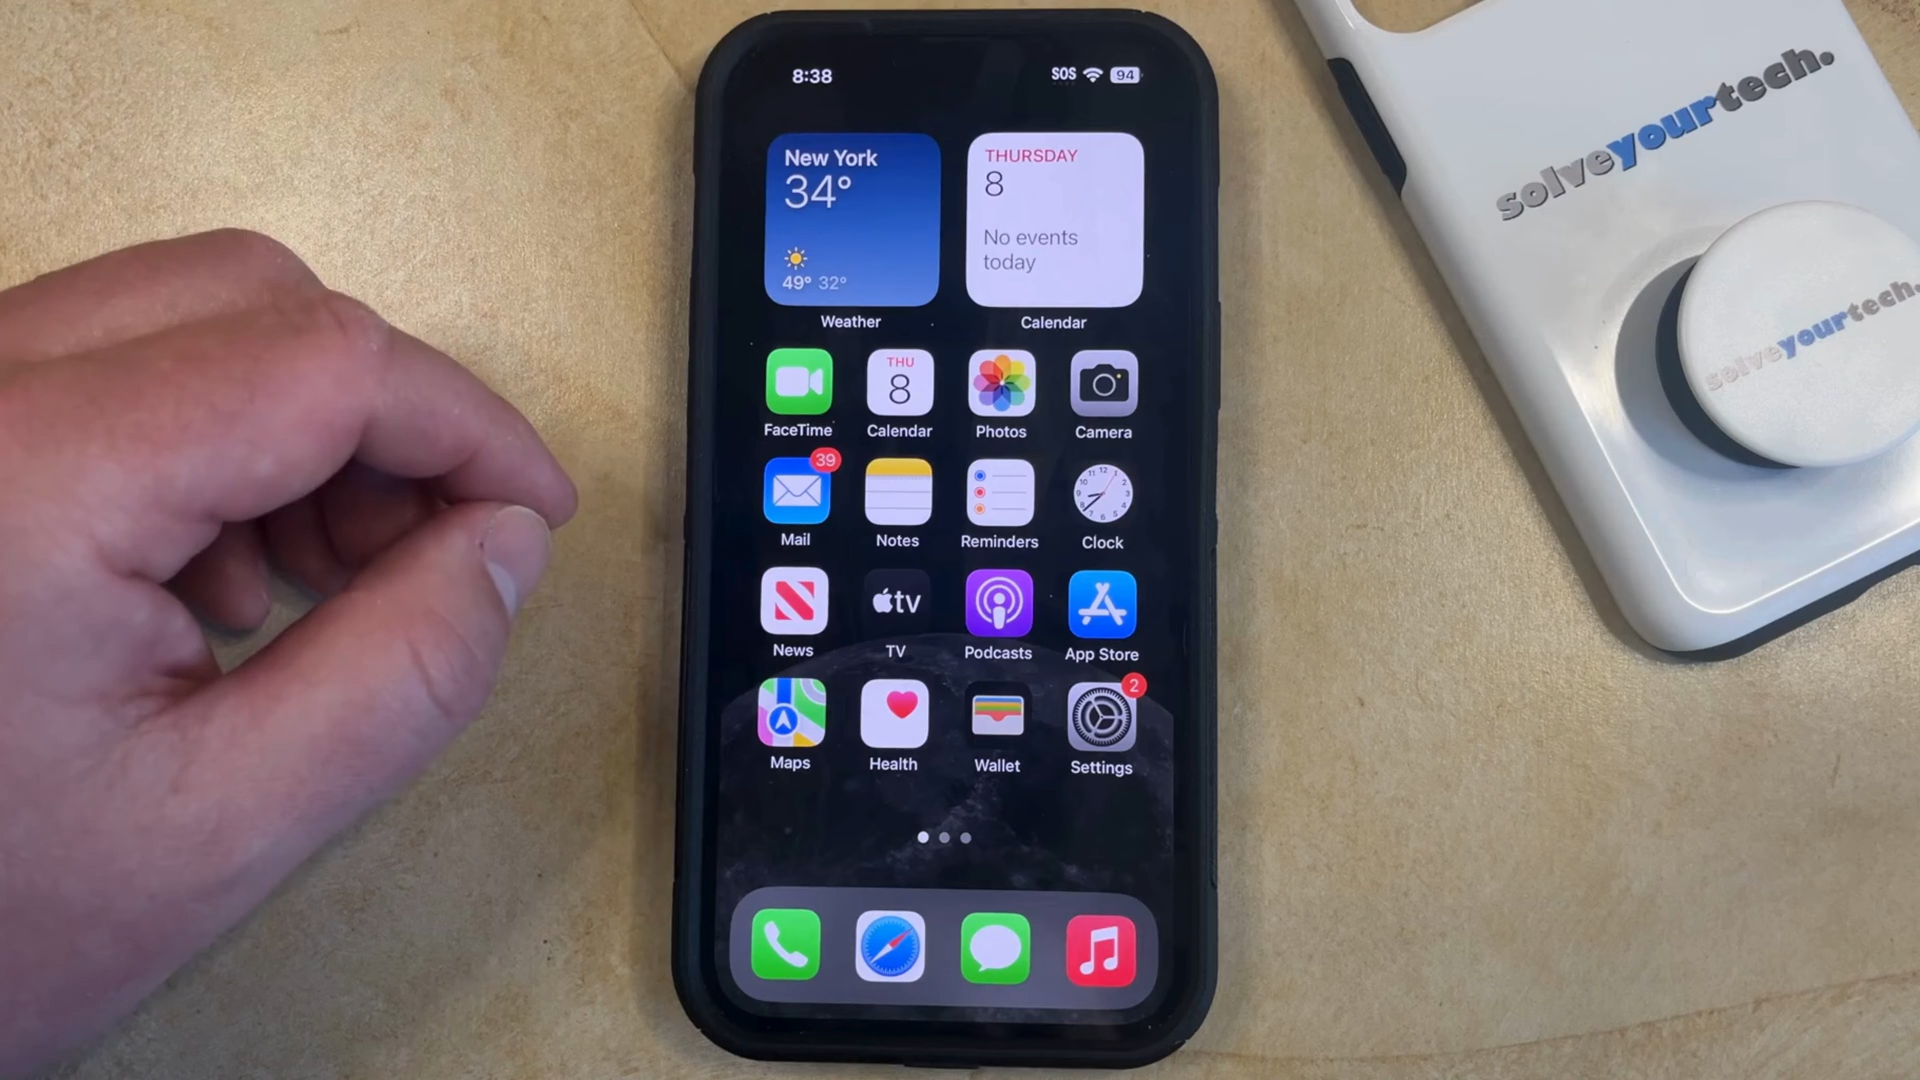 8:38
SOS 94
solveyourtech.
New York
34°
49° 32°
Weather
THURSDAY
8
No events
today
Calendar
solveyourtech.
FaceTime
THU
8
Calendar
Photos
Camera
39
Mail
Notes
Reminders
Clock
News
tv
TV
Podcasts
App Store
Maps
Health
Wallet
2
Settings